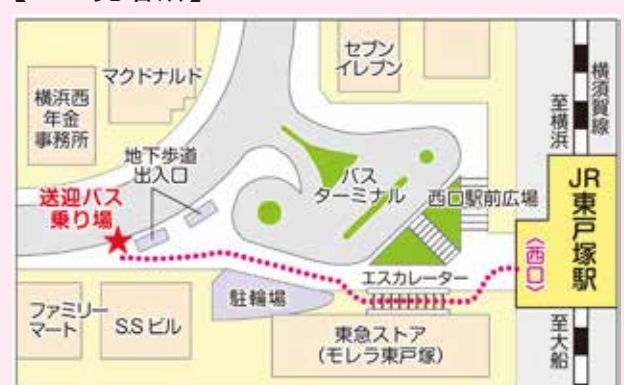 マクドナルド
セブン
イレブン
横浜西
年金
事務所
横須賀線
至横浜
地下歩道
出入口
送迎バス
乗り場
バス
ターミナル
西口駅前広場
JR東戸塚駅
〈西口〉
エスカレーター
駐輪場
ファミリー
マート
S.Sビル
東急ストア
(モレラ東戸塚)
至大船